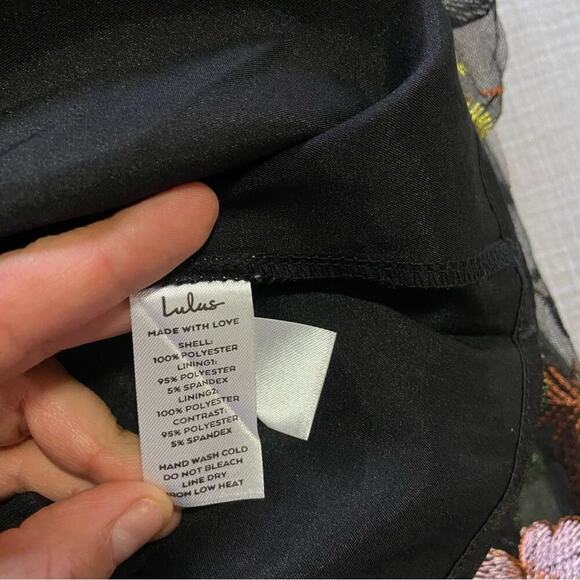 Lulus
MADE WITH LOVE
SHELL:
100% POLYESTER
LINING1:
95% POLYESTER
5% SPANDEX
LINING2:
100% POLYESTER
CONTRAST:
95% POLYESTER
5% SPANDEX
HAND WASH COLD
DO NOT BLEACH
LINE DRY
IRON LOW HEAT